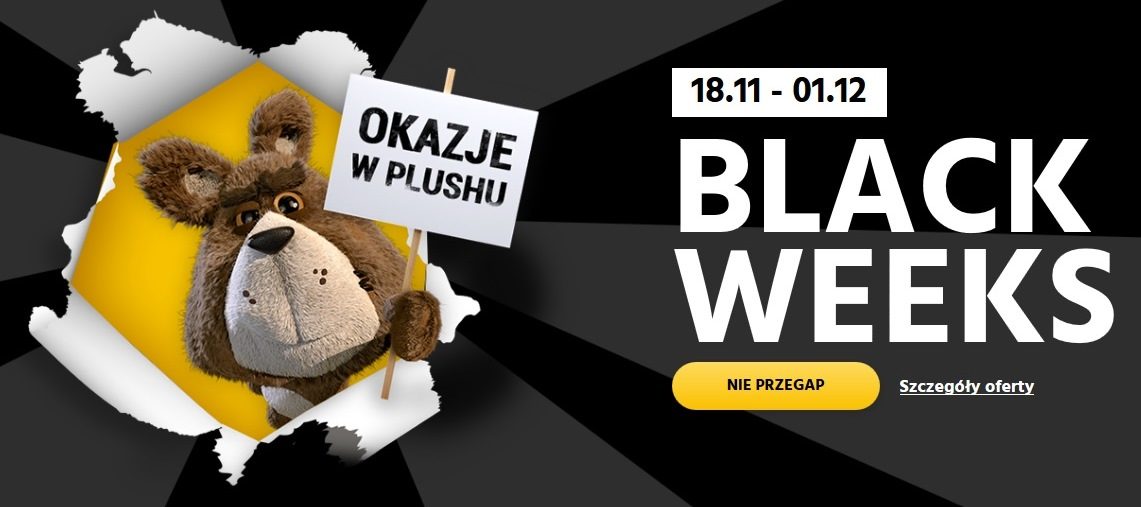 OKAZJE
W PLUSHU
18.11 - 01.12
BLACK
WEEKS
NIE PRZEGAP
Szczegóły oferty